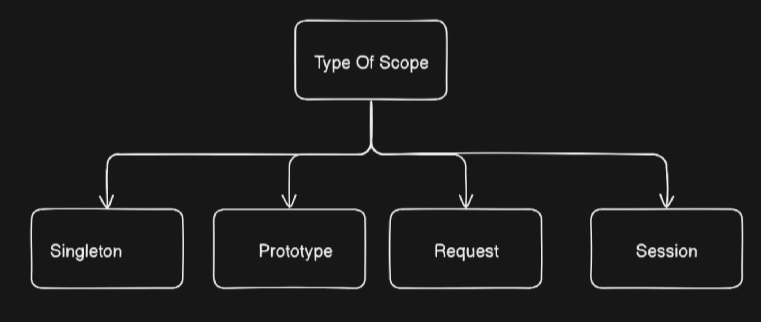 Type Of Scope
Singleton
Prototype
Request
Session